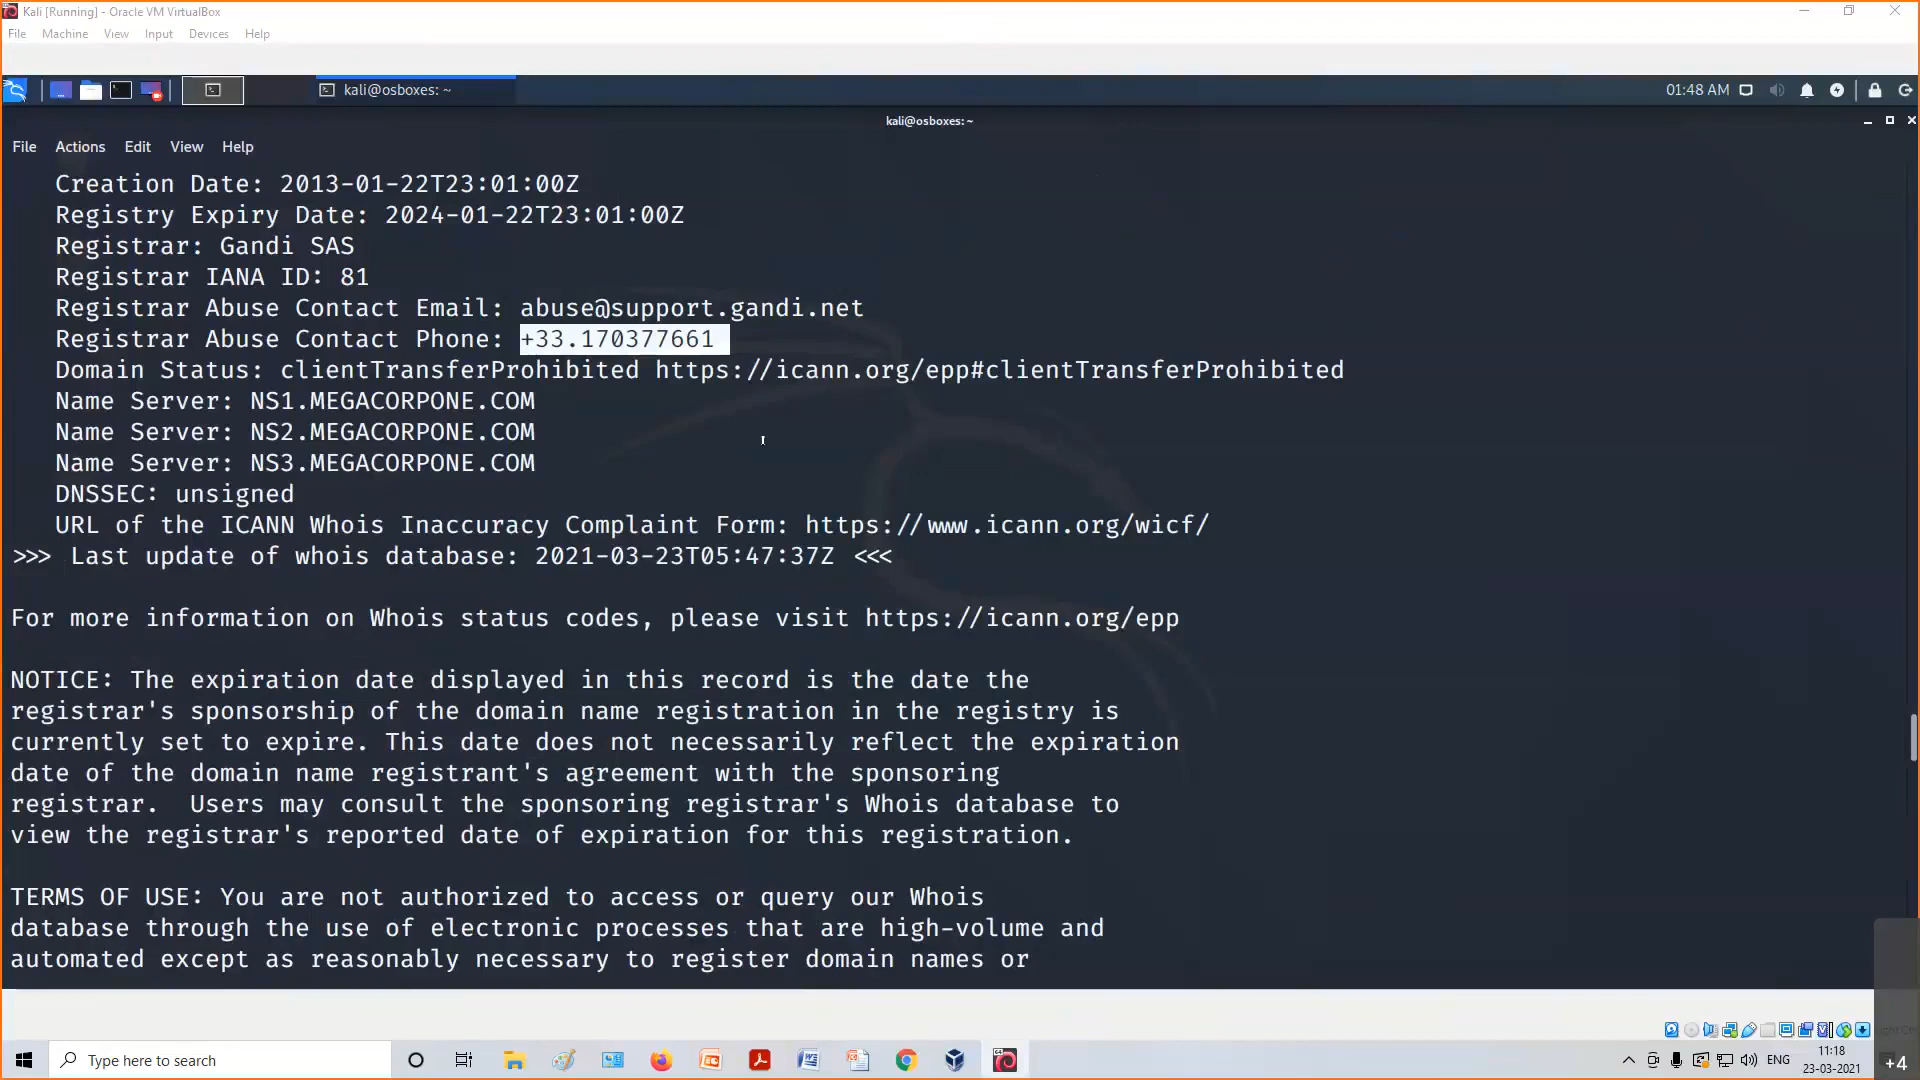 Kali [Running] - Oracle VM VirtualBox
File Machine View Input Devices Help
kali@osboxes: ~
01:48 AM
kali@osboxes: ~
File Actions Edit View Help
Creation Date: 2013-01-22T23:01:00Z
Registry Expiry Date: 2024-01-22T23:01:00Z
Registrar: Gandi SAS
Registrar IANA ID: 81
Registrar Abuse Contact Email: abuse@support.gandi.net
Registrar Abuse Contact Phone: +33.170377661
Domain Status: clientTransferProhibited https://icann.org/epp#clientTransferProhibited
Name Server: NS1.MEGACORPONE.COM
Name Server: NS2.MEGACORPONE.COM
Name Server: NS3.MEGACORPONE.COM
DNSSEC: unsigned
URL of the ICANN Whois Inaccuracy Complaint Form: https://www.icann.org/wicf/
>>> Last update of whois database: 2021-03-23T05:47:37Z <<<
For more information on Whois status codes, please visit https://icann.org/epp
NOTICE: The expiration date displayed in this record is the date the
registrar's sponsorship of the domain name registration in the registry is
currently set to expire. This date does not necessarily reflect the expiration
date of the domain name registrant's agreement with the sponsoring
registrar.  Users may consult the sponsoring registrar's Whois database to
view the registrar's reported date of expiration for this registration.
TERMS OF USE: You are not authorized to access or query our Whois
database through the use of electronic processes that are high-volume and
automated except as reasonably necessary to register domain names or
Type here to search
ENG
11:18
23-03-2021
+4